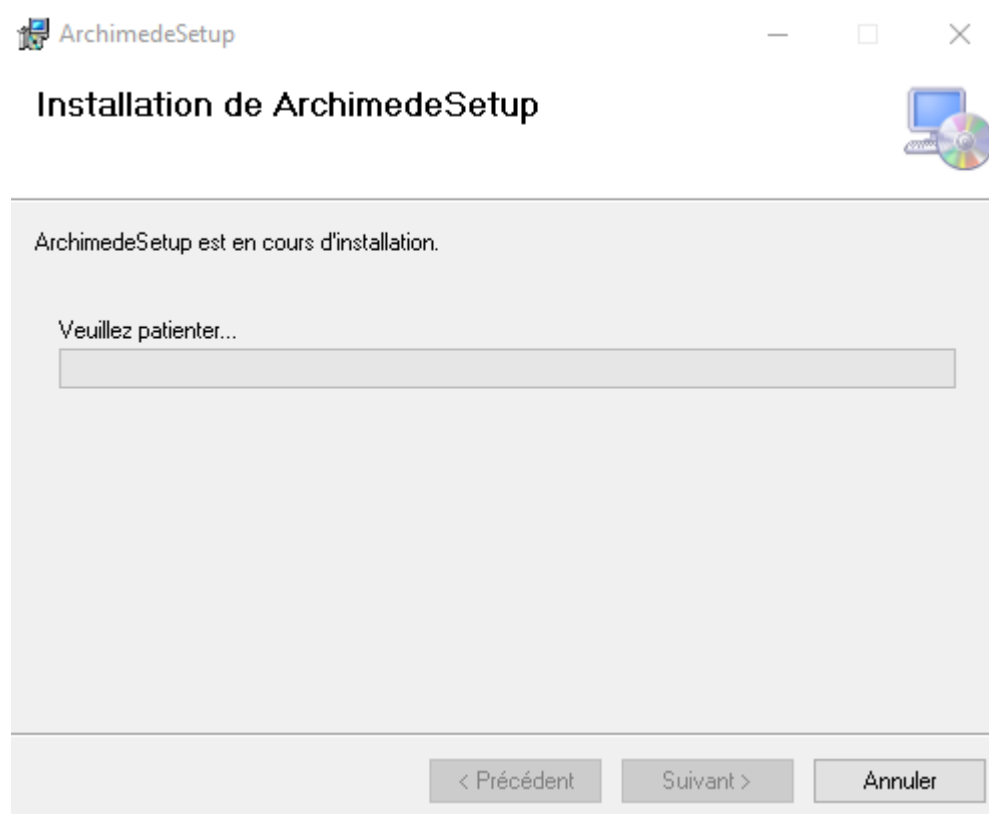 ArchimedeSetup
Installation de ArchimedeSetup
ArchimedeSetup est en cours d'installation.
Veuillez patienter...
< Précédent
Suivant >
Annuler